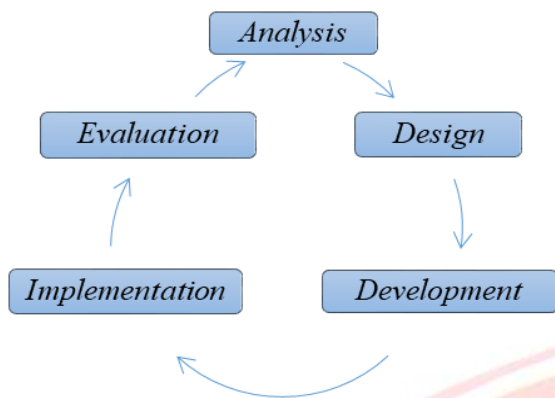 Analysis
Evaluation
Design
Implementation
Development